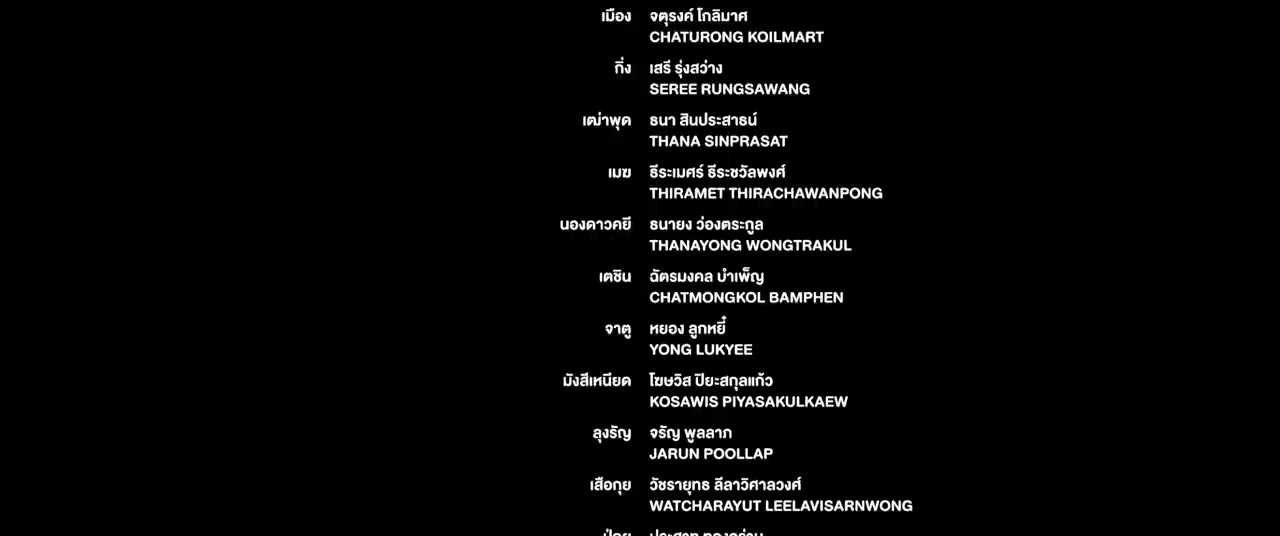 เมือง จตุรงค์ โกลิมาศ
CHATURONG KOILMART
กิ่ง เสรี รุ่งสว่าง
SEREE RUNGSAWANG
เฒ่าพุด ธนา สินประสาธน์
THANA SINPRASAT
เมฆ ธีระเมศร์ ธีระชวัลพงศ์
THIRAMET THIRACHAWANPONG
นองดาวคยี ธนายง ว่องตระกูล
THANAYONG WONGTRAKUL
เตชิน ฉัตรมงคล บำเพ็ญ
CHATMONGKOL BAMPHEN
จาตู หยอง ลูกหยี๋
YONG LUKYEE
มังสีเหนียด โฆษวิส ปิยะสกุลแก้ว
KOSAWIS PIYASAKULKAEW
ลุงรัญ จรัญ พูลลาภ
JARUN POOLLAP
เสือกุย วัชรายุทธ ลีลาวิศาลวงศ์
WATCHARAYUT LEELAVISARNWONG